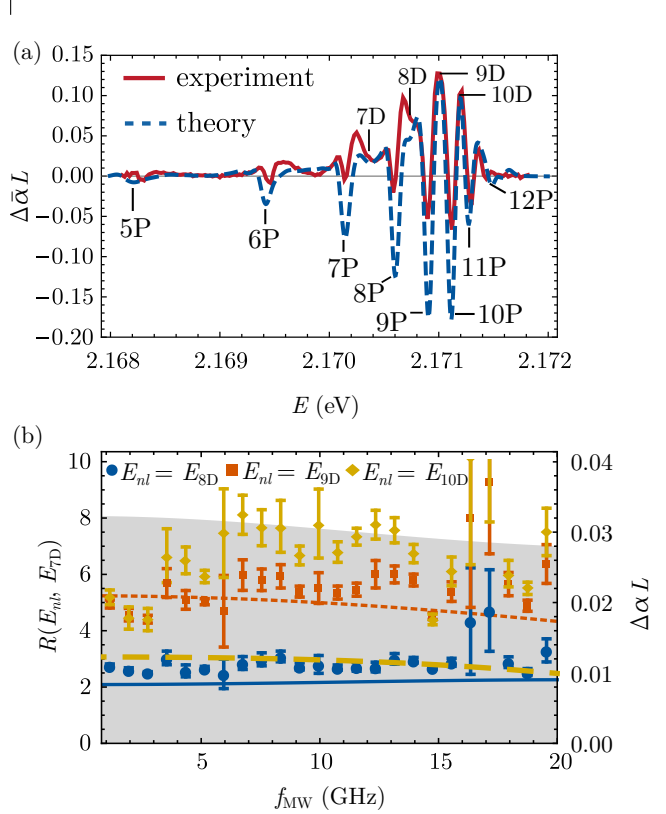 (a)
0.15
0.10
0.05
0.00
−0.05
−0.10
−0.15
−0.20
Δᾱ L
experiment
theory
5P
6P
7P
7D
8P
8D
9P
9D
10D
10P
11P
12P
2.168
2.169
2.170
2.171
2.172
E (eV)
(b)
E_nl = E_8D E_nl = E_9D E_nl = E_10D
10
8
6
4
2
0
R(E_nl, E_7D)
0.04
0.03
0.02
0.01
0.00
Δα L
5
10
15
20
f_MW (GHz)